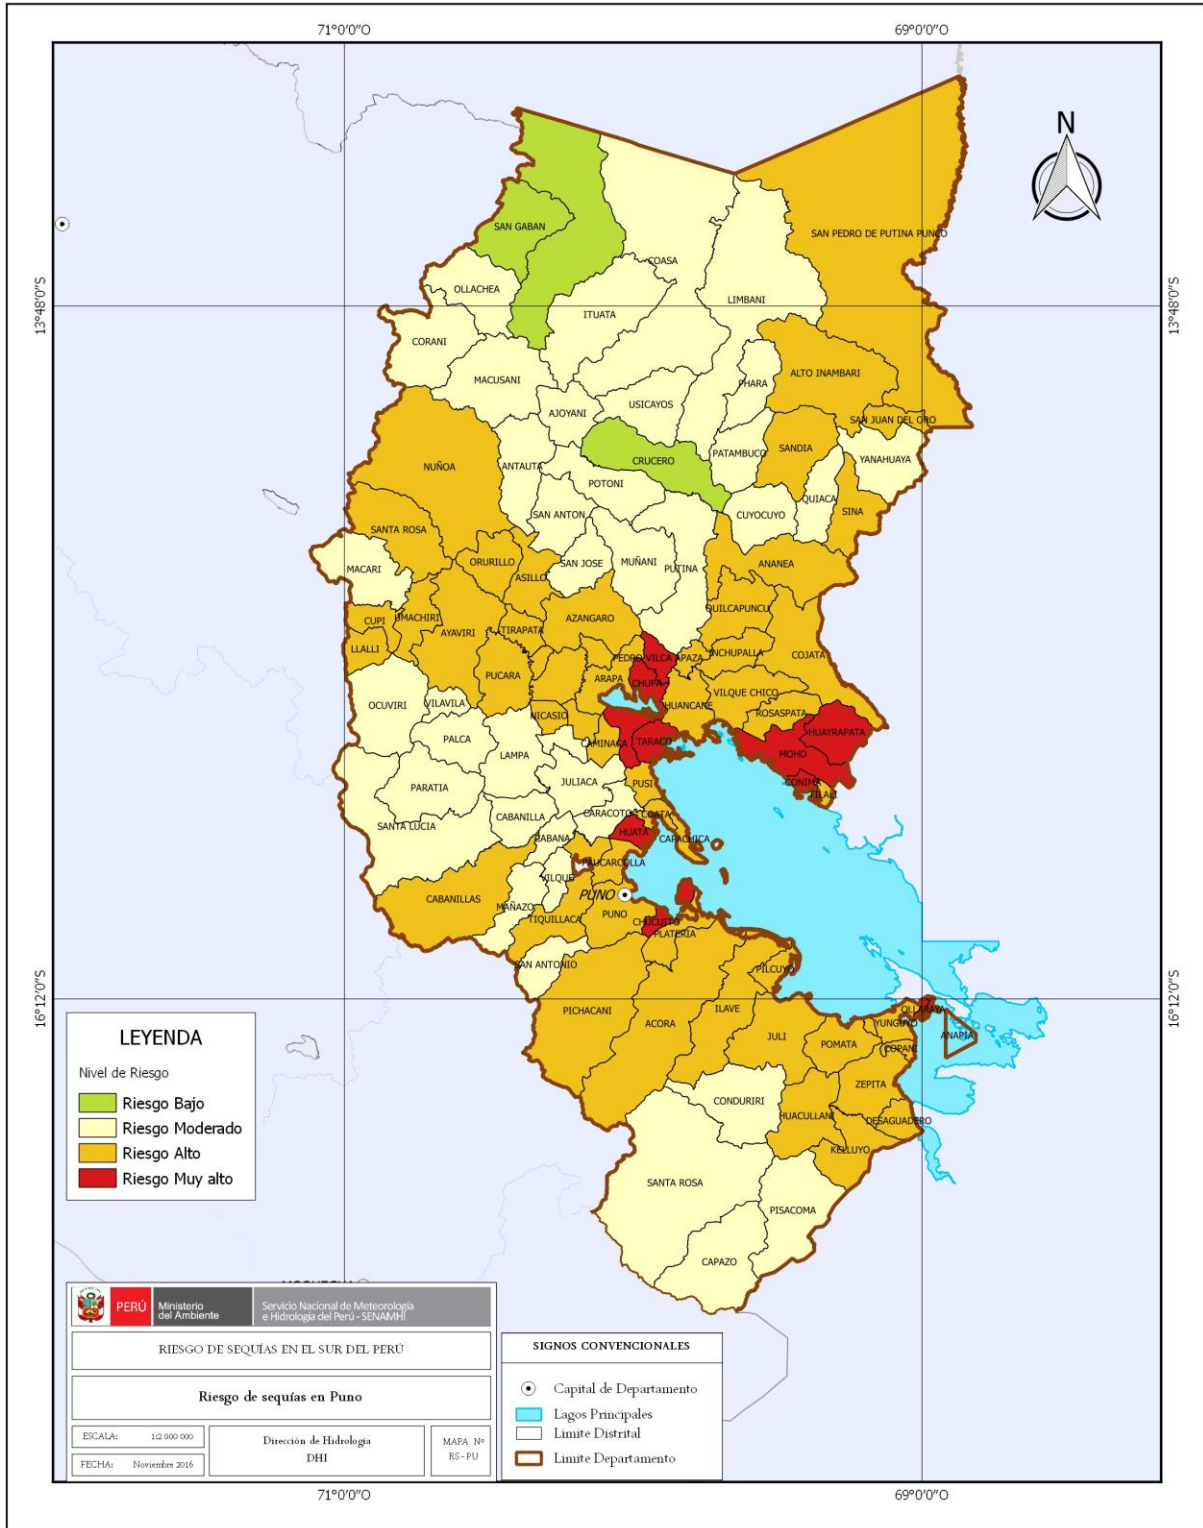 71°0'0"O
69°0'0"O
N
SAN GABAN
SAN PEDRO DE PUTINA PUNCO
COASA
OLLACHEA
LIMBANI
13°48'0"S
13°48'0"S
ITUATA
CORANI
MACUSANI
ALTO INAMBARI
PHARA
USICAYOS
AJOYANI
SAN JUAN DEL ORO
SANDIA
PATAMBUCO
YANAHUAYA
CRUCERO
NUÑOA
ANTAUTA
POTONI
QUIACA
SINA
SAN ANTON
CUYOCUYO
SANTA ROSA
ORURILLO
SAN JOSE
MUÑANI
PUTINA
ANANEA
MACARI
ASILLO
QUILCAPUNCU
CUPI
UMACHIRI
AZANGARO
TIRAPATA
AYAVIRI
LLALLI
INCHUPALLA
COJATA
PEDRO VILCA APAZA
PUCARA
ARAPA
CHUPA
VILQUE CHICO
OCUVIRI
VILAVILA
HUANCANE
ROSASPATA
NICASIO
HUAYRAPATA
PALCA
CAMINACA
TARACO
MOHO
LAMPA
JULIACA
PUSI
CONIMA
TILALI
PARATIA
CABANILLA
CARACOTO
COATA
SANTA LUCIA
HUATA
CABANA
CAPACHICA
PAUCARCOLLA
VILQUE
CABANILLAS
PUNO
MAÑAZO
TIQUILLACA
PUNO
CHUCUITO
PLATERIA
SAN ANTONIO
PILCUYO
16°12'0"S
16°12'0"S
PICHACANI
ILAVE
OLLARAYA
ACORA
YUNGUYO
ANAPIA
JULI
POMATA
COPANI
ZEPITA
CONDURIRI
HUACULLANI
DESAGUADERO
KELLUYO
SANTA ROSA
PISACOMA
CAPAZO
LEYENDA
Nivel de Riesgo
Riesgo Bajo
Riesgo Moderado
Riesgo Alto
Riesgo Muy alto
PERÚ
Ministerio
del Ambiente
Servicio Nacional de Meteorología
e Hidrología del Perú - SENAMHI
RIESGO DE SEQUÍAS EN EL SUR DEL PERÚ
Riesgo de sequías en Puno
ESCALA: 1:2 000 000
FECHA: Noviembre 2016
Dirección de Hidrología
DHI
MAPA Nº
RS - PU
SIGNOS CONVENCIONALES
Capital de Departamento
Lagos Principales
Limite Distrital
Limite Departamento
71°0'0"O
69°0'0"O